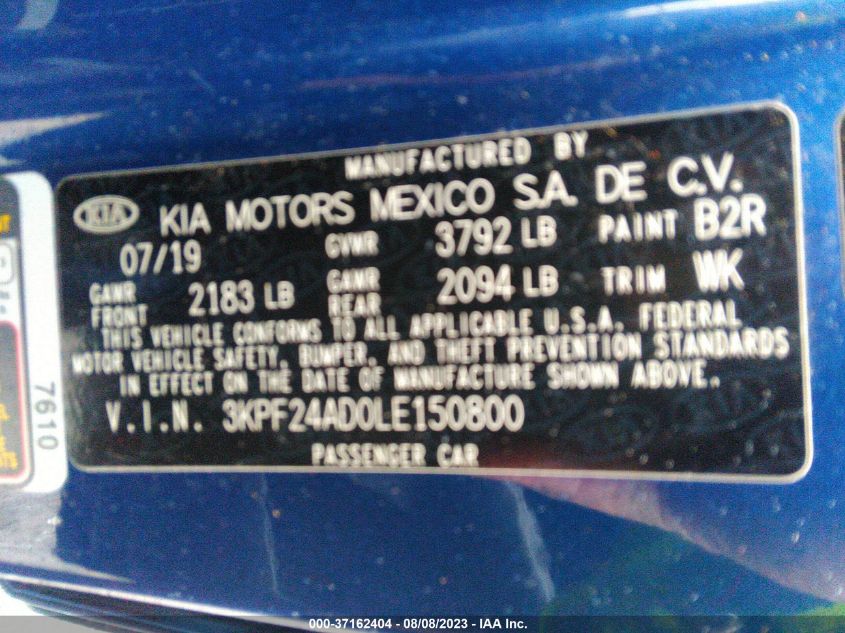 MANUFACTURED BY
KIA KIA MOTORS MEXICO S.A. DE C.V.
07/19 GVWR 3792 LB PAINT B2R
GAWR FRONT 2183 LB GAWR REAR 2094 LB TRIM WK
THIS VEHICLE CONFORMS TO ALL APPLICABLE U.S.A. FEDERAL
MOTOR VEHICLE SAFETY, BUMPER, AND THEFT PREVENTION STANDARDS
IN EFFECT ON THE DATE OF MANUFACTURE SHOWN ABOVE.
V.I.N. 3KPF24AD0LE150800
PASSENGER CAR
7610
000-37162404 - 08/08/2023 - IAA Inc.